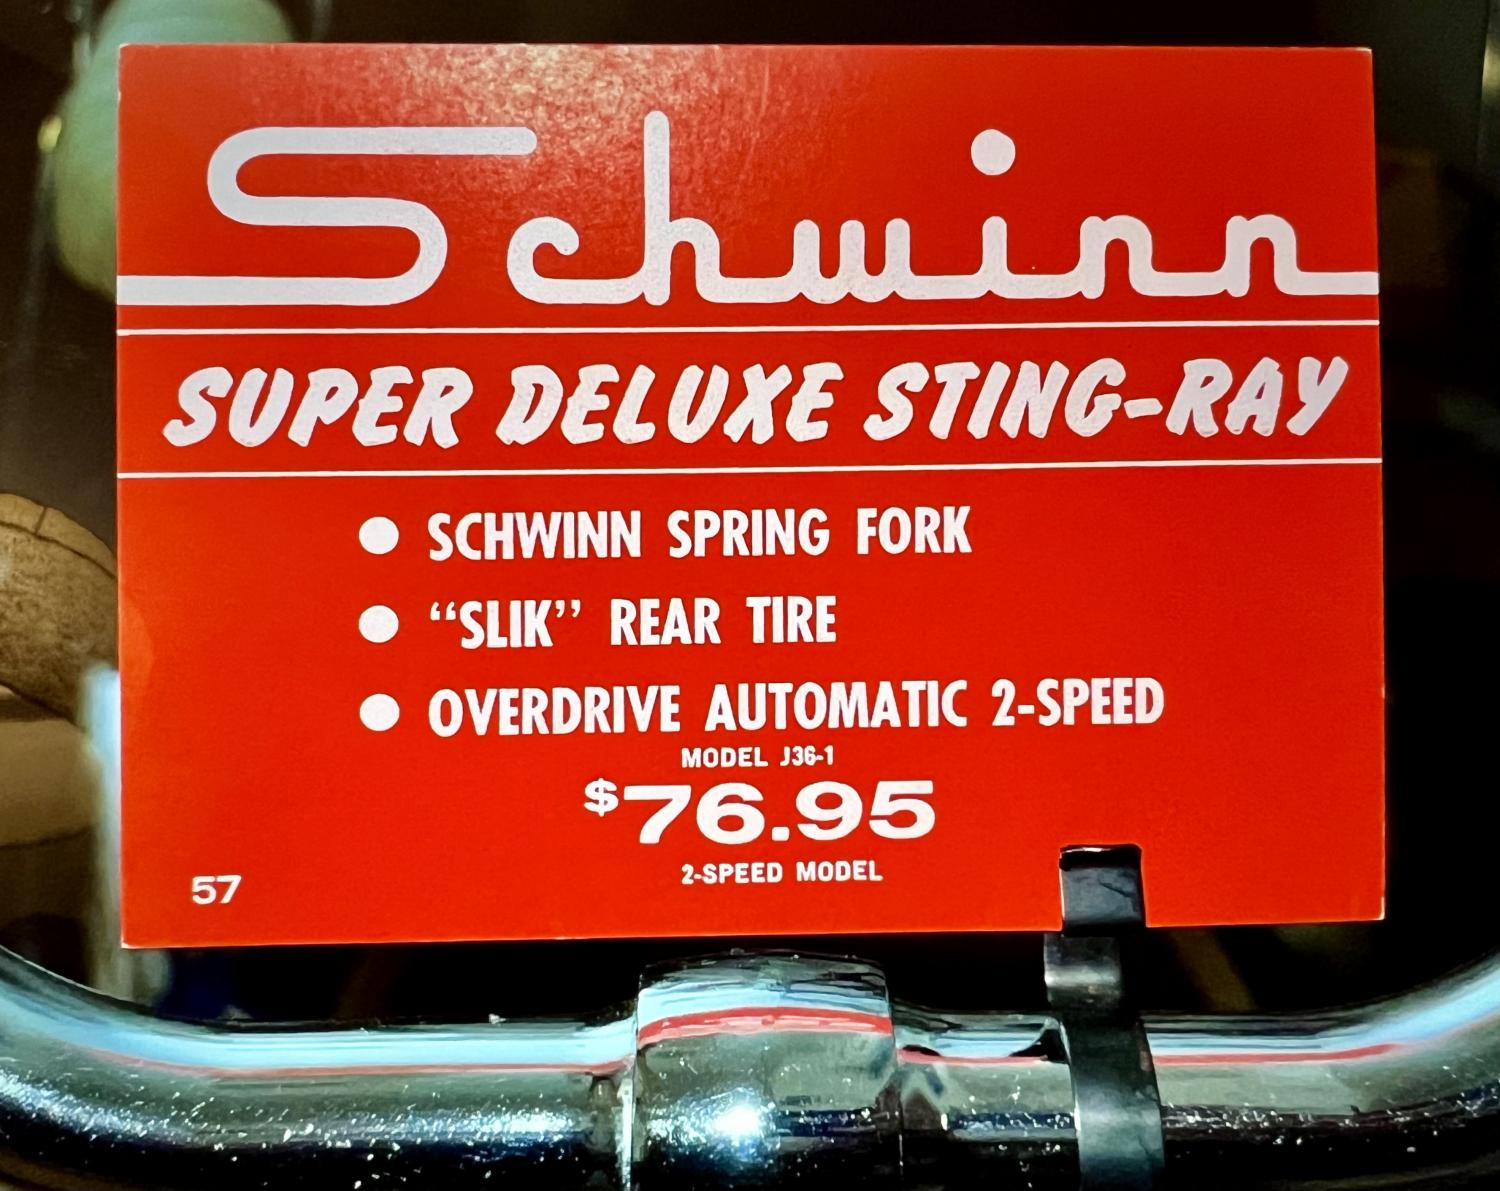 Schwinn
SUPER DELUXE STING-RAY
● SCHWINN SPRING FORK
● “SLIK” REAR TIRE
● OVERDRIVE AUTOMATIC 2-SPEED
MODEL J36-1
$76.95
2-SPEED MODEL
57